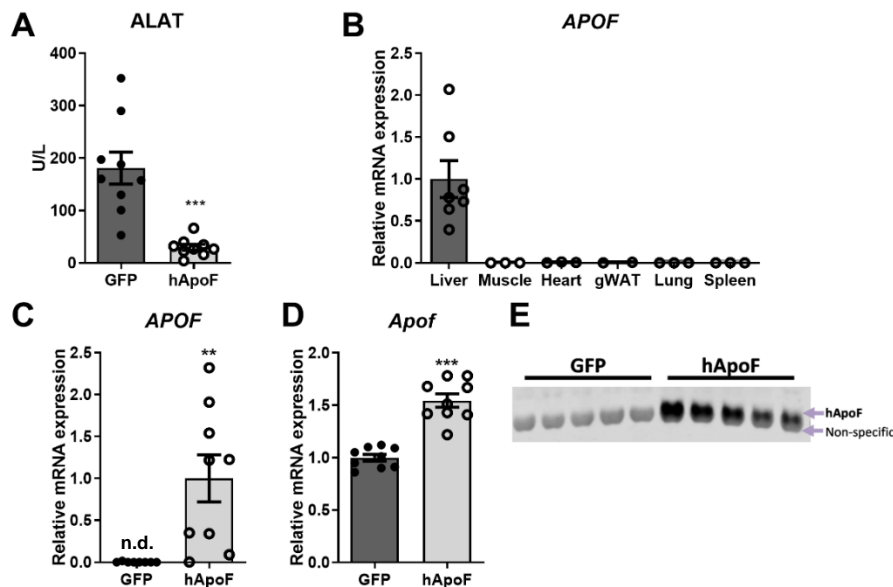 A
ALAT
U/L
400
300
200
100
0
***
GFP
hApoF
B
APOF
Relative mRNA expression
2.5
2.0
1.5
1.0
0.5
0.0
Liver
Muscle
Heart
gWAT
Lung
Spleen
C
APOF
Relative mRNA expression
2.5
2.0
1.5
1.0
0.5
0.0
n.d.
**
GFP
hApoF
D
Apof
Relative mRNA expression
2.0
1.5
1.0
0.5
0.0
***
GFP
hApoF
E
GFP
hApoF
hApoF
Non-specific